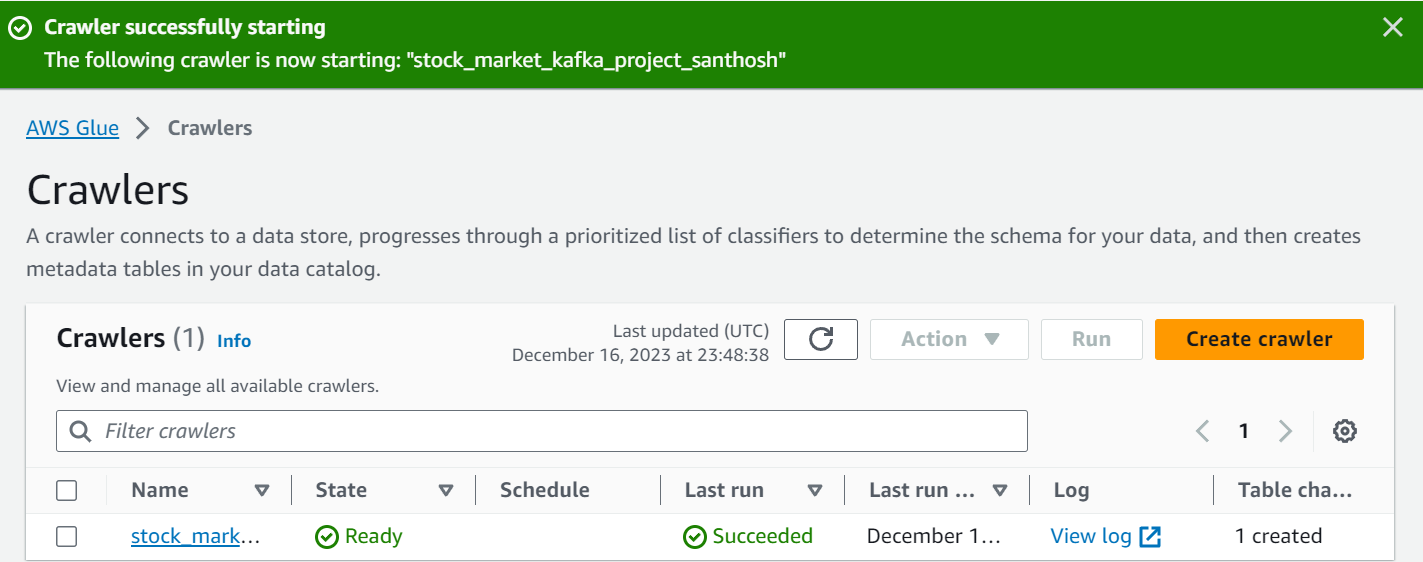 Crawler successfully starting
The following crawler is now starting: "stock_market_kafka_project_santhosh"
AWS Glue Crawlers
Crawlers
A crawler connects to a data store, progresses through a prioritized list of classifiers to determine the schema for your data, and then creates
metadata tables in your data catalog.
Crawlers (1) Info
Last updated (UTC)
December 16, 2023 at 23:48:38
Action
Run
Create crawler
View and manage all available crawlers.
Filter crawlers
1
Name State Schedule Last run Last run ... Log Table cha...
stock_mark... Ready Succeeded December 1... View log 1 created